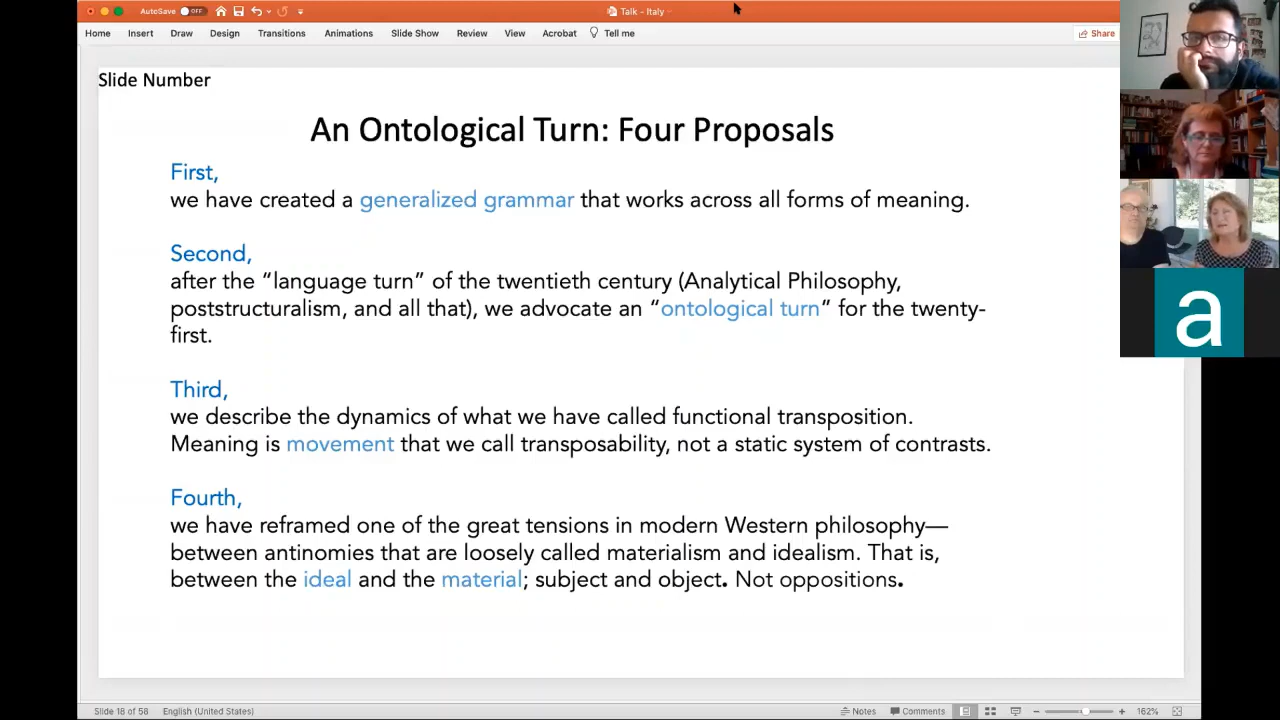 AutoSave OFF
Talk - Italy
Home Insert Draw Design Transitions Animations Slide Show Review View Acrobat Tell me Share
Slide Number
An Ontological Turn: Four Proposals
First,
we have created a generalized grammar that works across all forms of meaning.
Second,
after the “language turn” of the twentieth century (Analytical Philosophy,
poststructuralism, and all that), we advocate an “ontological turn” for the twenty-
first.
Third,
we describe the dynamics of what we have called functional transposition.
Meaning is movement that we call transposability, not a static system of contrasts.
Fourth,
we have reframed one of the great tensions in modern Western philosophy—
between antinomies that are loosely called materialism and idealism. That is,
between the ideal and the material; subject and object. Not oppositions.
a
Slide 18 of 58 English (United States) Notes Comments 162%